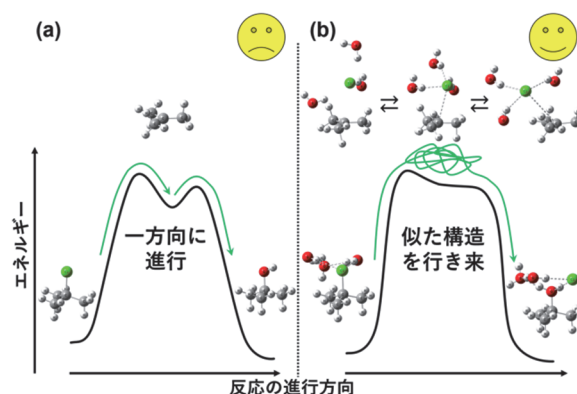 (a)
(b)
エネルギー
一方向に
進行
似た構造
を行き来
反応の進行方向